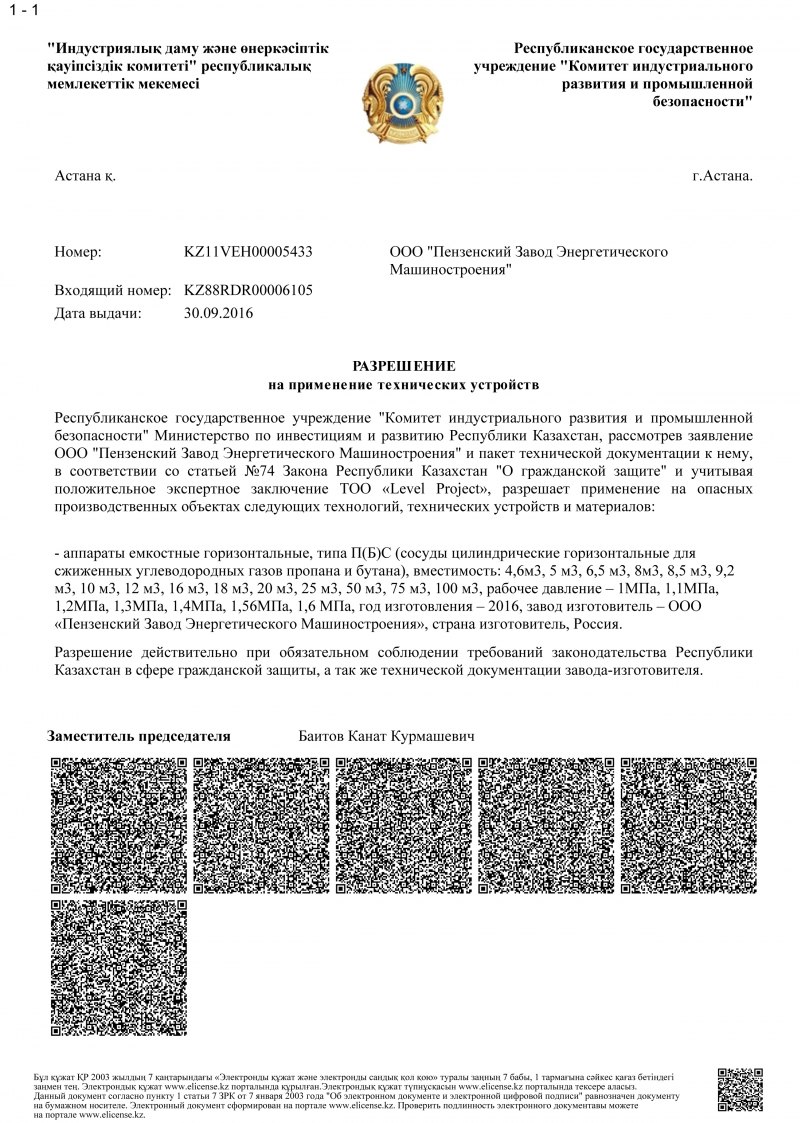 1 - 1
"Индустриялық даму және өнеркәсіптік
қауіпсіздік комитеті" республикалық
мемлекеттік мекемесі
Республиканское государственное
учреждение "Комитет индустриального
развития и промышленной
безопасности"
Астана қ.
г.Астана.
Номер: KZ11VEH00005433
ООО "Пензенский Завод Энергетического
Машиностроения"
Входящий номер: KZ88RDR00006105
Дата выдачи: 30.09.2016
РАЗРЕШЕНИЕ
на применение технических устройств
Республиканское государственное учреждение "Комитет индустриального развития и промышленной
безопасности" Министерство по инвестициям и развитию Республики Казахстан, рассмотрев заявление
ООО "Пензенский Завод Энергетического Машиностроения" и пакет технической документации к нему,
в соответствии со статьей №74 Закона Республики Казахстан "О гражданской защите" и учитывая
положительное экспертное заключение ТОО «Level Project», разрешает применение на опасных
производственных объектах следующих технологий, технических устройств и материалов:
- аппараты емкостные горизонтальные, типа П(Б)С (сосуды цилиндрические горизонтальные для
сжиженных углеводородных газов пропана и бутана), вместимость: 4,6м3, 5 м3, 6,5 м3, 8м3, 8,5 м3, 9,2
м3, 10 м3, 12 м3, 16 м3, 18 м3, 20 м3, 25 м3, 50 м3, 75 м3, 100 м3, рабочее давление – 1МПа, 1,1МПа,
1,2МПа, 1,3МПа, 1,4МПа, 1,56МПа, 1,6 МПа, год изготовления – 2016, завод изготовитель – ООО
«Пензенский Завод Энергетического Машиностроения», страна изготовитель, Россия.
Разрешение действительно при обязательном соблюдении требований законодательства Республики
Казахстан в сфере гражданской защиты, а так же технической документации завода-изготовителя.
Заместитель председателя Баитов Канат Курмашевич
Бұл құжат ҚР 2003 жылдың 7 қаңтарындағы «Электронды құжат және электронды сандық қол қою» туралы заңның 7 бабы, 1 тармағына сәйкес қағаз бетіндегі
заңмен тең. Электрондық құжат www.elicense.kz порталында құрылған.Электрондық құжат түпнұсқасын www.elicense.kz порталында тексере аласыз.
Данный документ согласно пункту 1 статьи 7 ЗРК от 7 января 2003 года "Об электронном документе и электронной цифровой подписи" равнозначен документу
на бумажном носителе. Электронный документ сформирован на портале www.elicense.kz. Проверить подлинность электронного документавы можете
на портале www.elicense.kz.